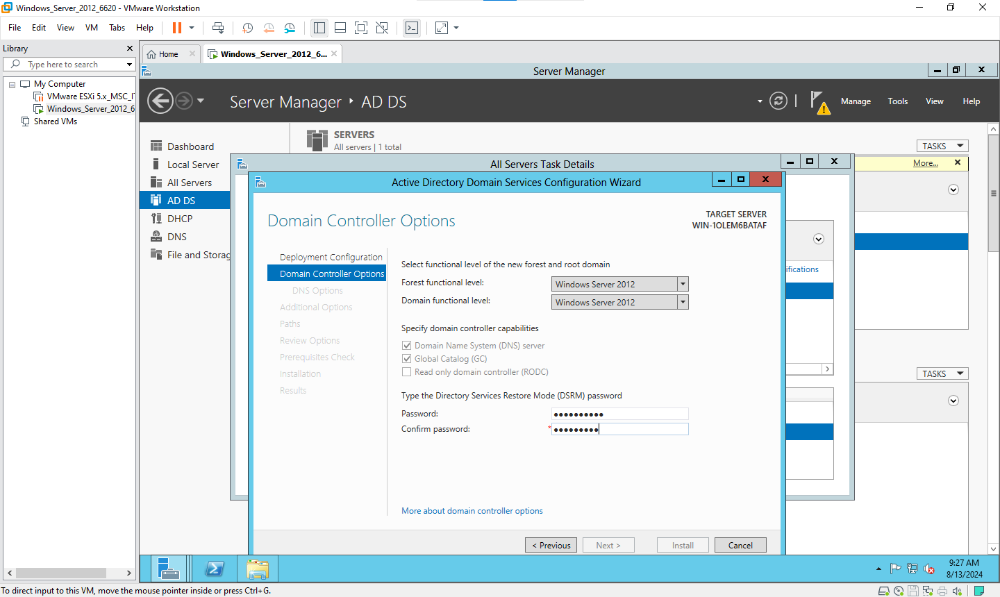 Windows_Server_2012_6620 - VMware Workstation
File Edit View VM Tabs Help
Library
Type here to search
My Computer
VMware ESXi 5.x_MSC_I
Windows_Server_2012_6
Shared VMs
Home
Windows_Server_2012_6...
Server Manager
Server Manager AD DS
Manage Tools View Help
Dashboard
Local Server
All Servers
AD DS
DHCP
DNS
File and Storag
SERVERS
All servers | 1 total
TASKS
More...
All Servers Task Details
ifications
TASKS
Active Directory Domain Services Configuration Wizard
Domain Controller Options
TARGET SERVER
WIN-1OLEM6BATAF
Deployment Configuration
Domain Controller Options
DNS Options
Additional Options
Paths
Review Options
Prerequisites Check
Installation
Results
Select functional level of the new forest and root domain
Forest functional level: Windows Server 2012
Domain functional level: Windows Server 2012
Specify domain controller capabilities
Domain Name System (DNS) server
Global Catalog (GC)
Read only domain controller (RODC)
Type the Directory Services Restore Mode (DSRM) password
Password: ●●●●●●●●●●
Confirm password: * ●●●●●●●●●
More about domain controller options
< Previous Next > Install Cancel
9:27 AM
8/13/2024
To direct input to this VM, move the mouse pointer inside or press Ctrl+G.